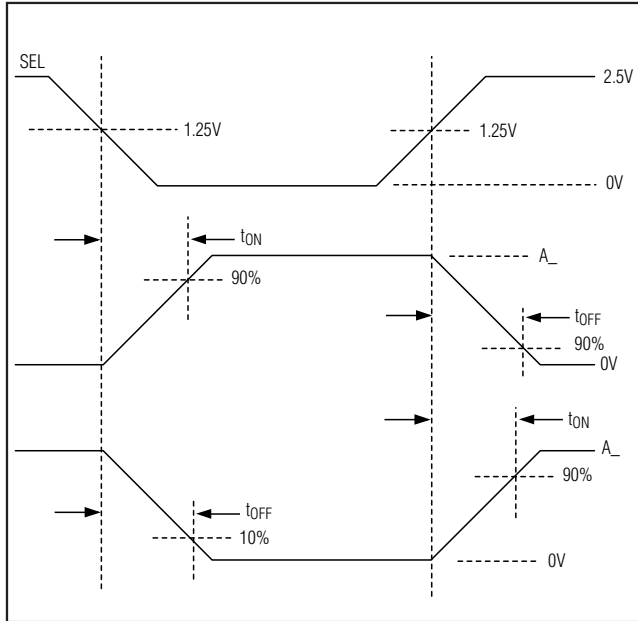 SEL
2.5V
1.25V
1.25V
0V
tON
A_
90%
tOFF
90%
0V
tON
A_
90%
tOFF
10%
0V